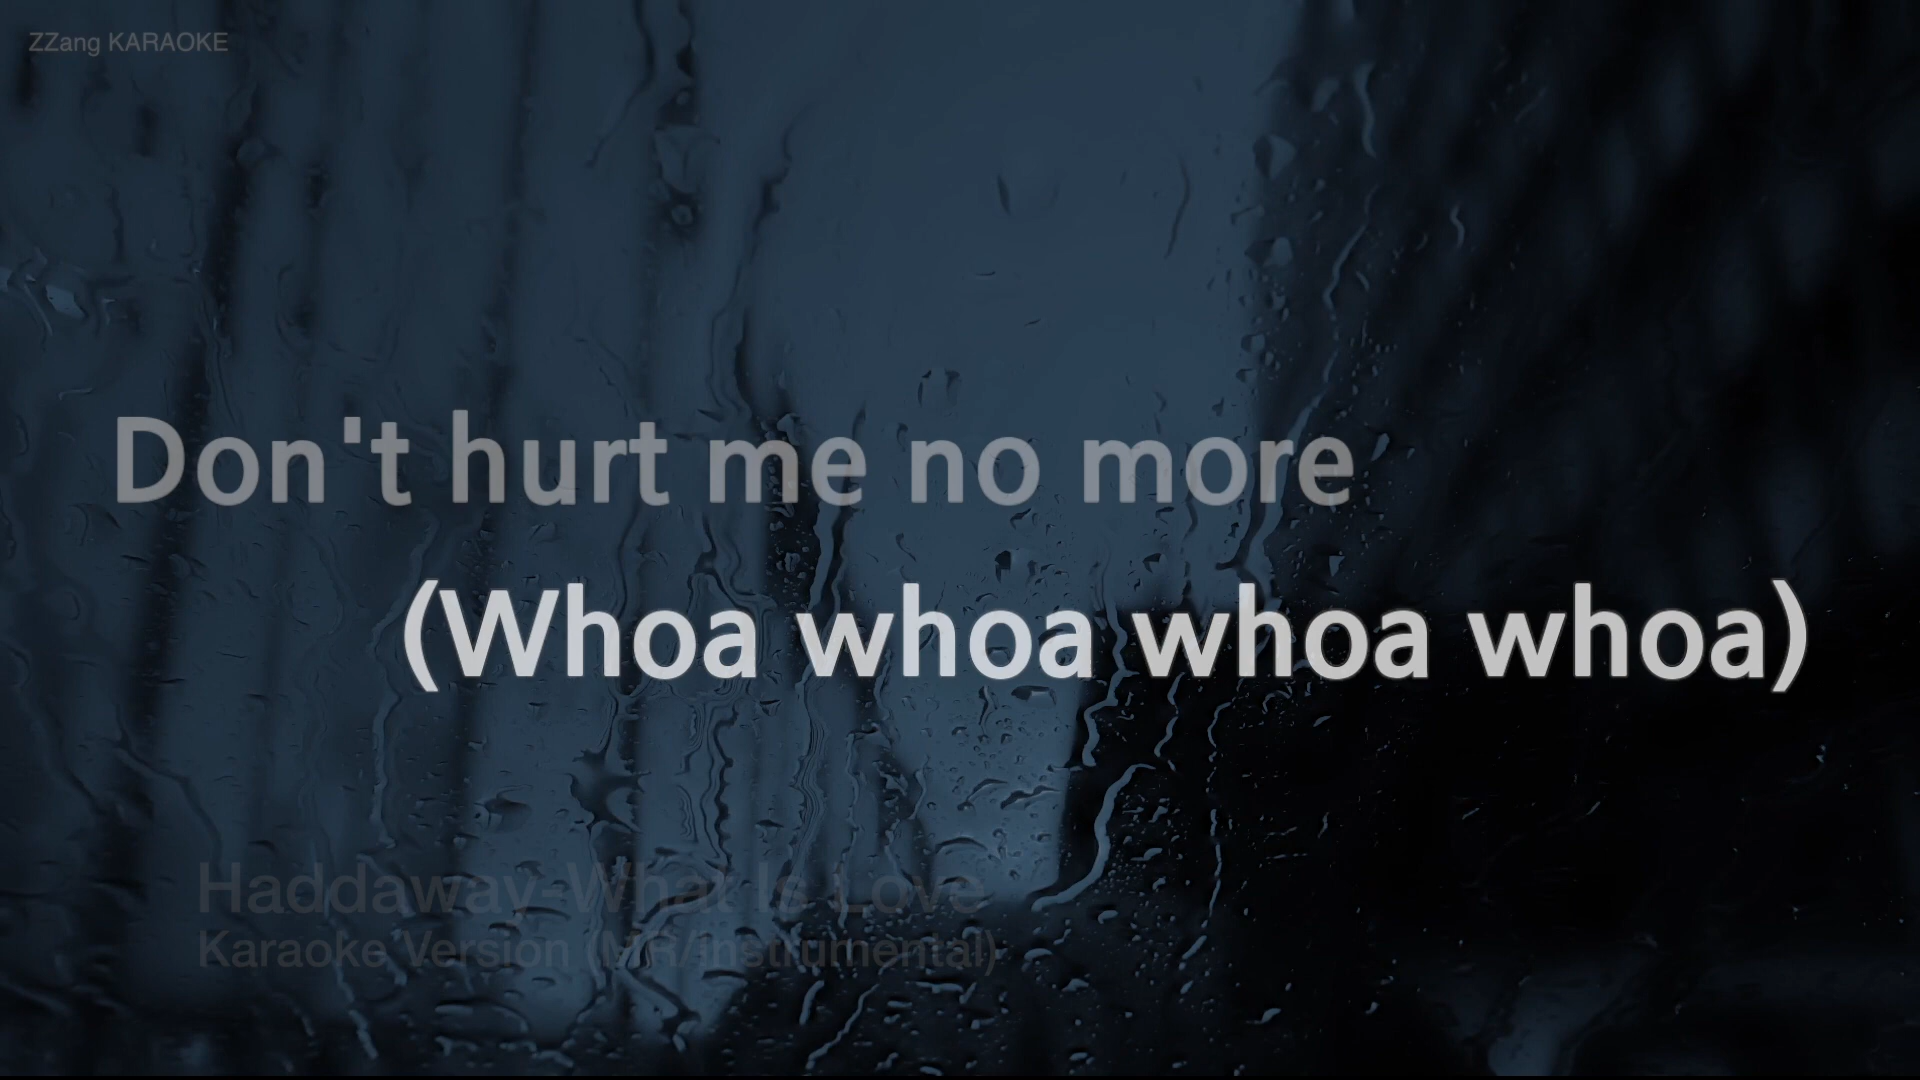 ZZang KARAOKE
Don't hurt me no more
(Whoa whoa whoa whoa)
Haddaway-What Is Love
Karaoke Version (MR/Instrumental)